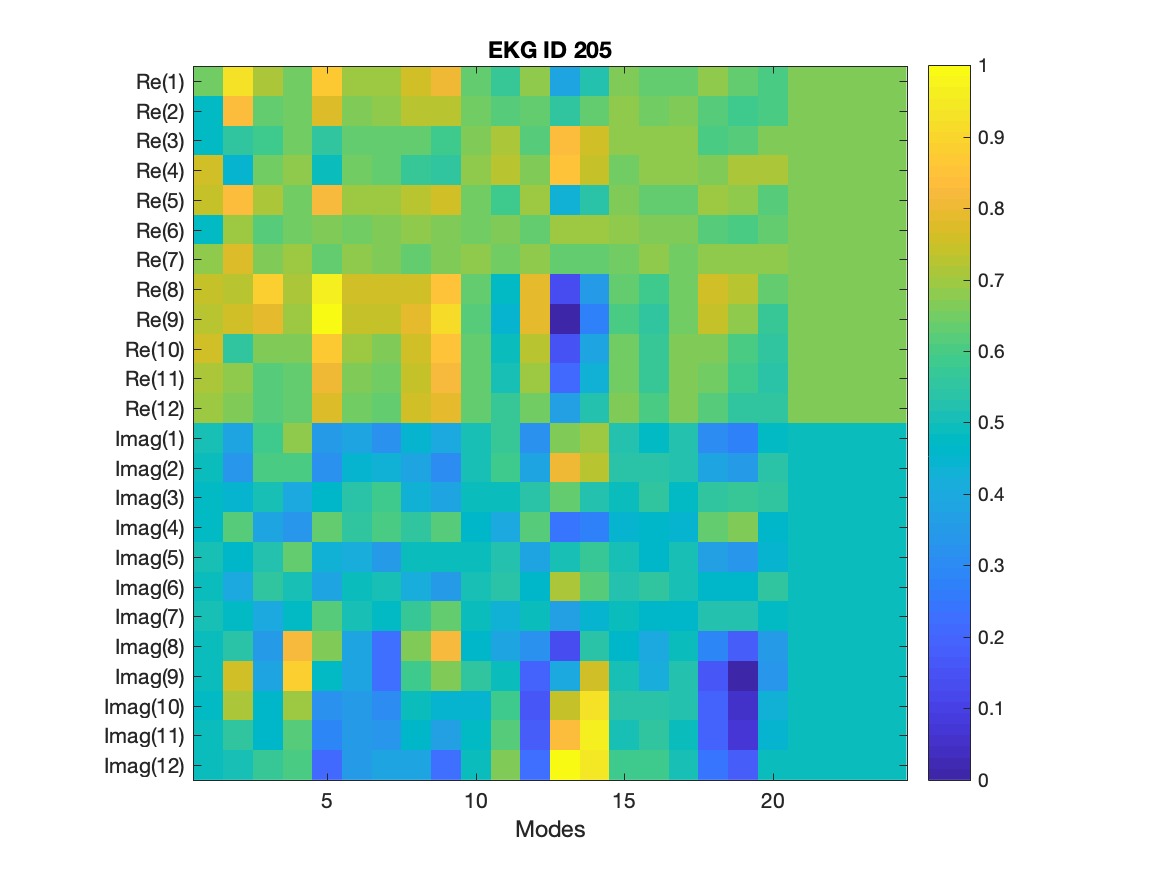 EKG ID 205
Re(1)
Re(2)
Re(3)
Re(4)
Re(5)
Re(6)
Re(7)
Re(8)
Re(9)
Re(10)
Re(11)
Re(12)
Imag(1)
Imag(2)
Imag(3)
Imag(4)
Imag(5)
Imag(6)
Imag(7)
Imag(8)
Imag(9)
Imag(10)
Imag(11)
Imag(12)
5 10 15 20
Modes
1
0.9
0.8
0.7
0.6
0.5
0.4
0.3
0.2
0.1
0